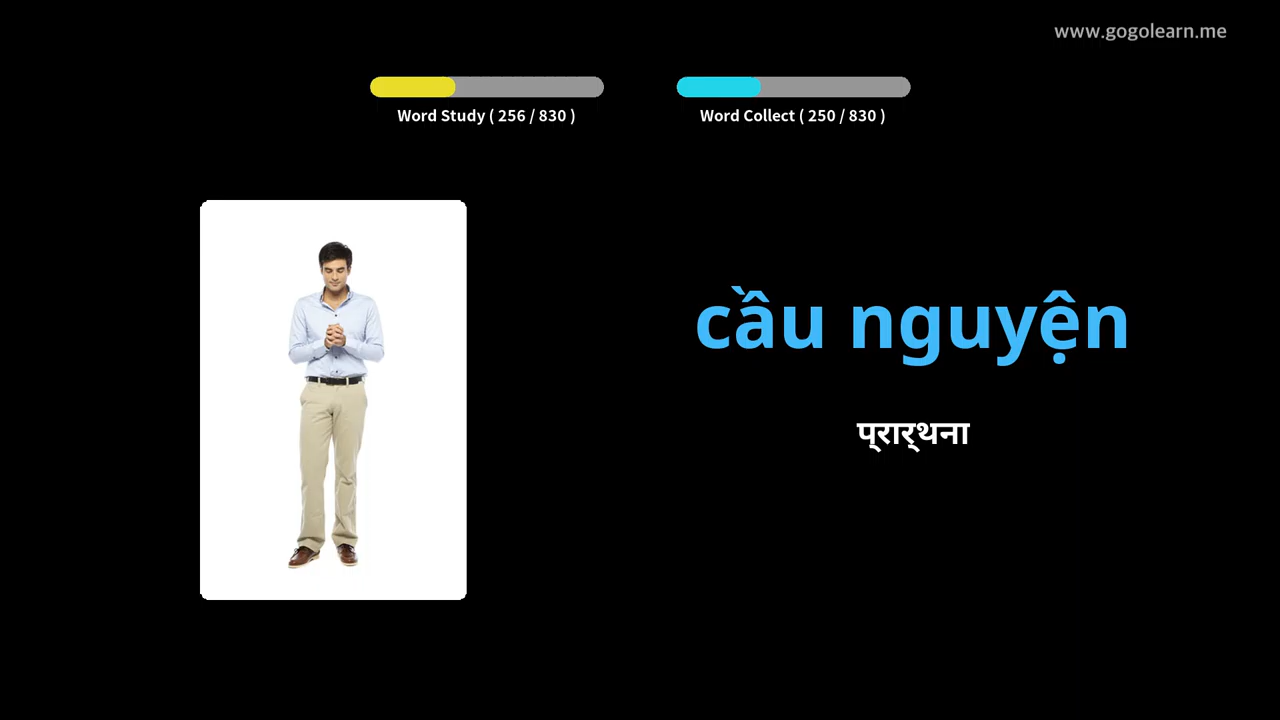 www.gogolearn.me
Word Study ( 256 / 830 )
Word Collect ( 250 / 830 )
cầu nguyện
प्रार्थना